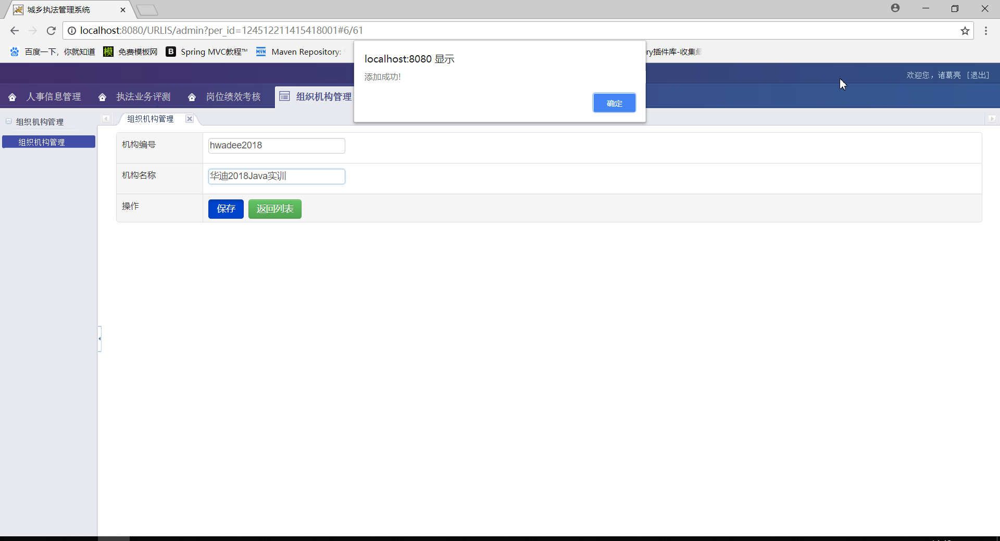 城乡执法管理系统
localhost:8080/URLIS/admin?per_id=124512211415418001#6/61
百度一下，你就知道 模 免费模板网 B Spring MVC教程™ MVN Maven Repository: ry插件库-收集
localhost:8080 显示
添加成功!
确定
欢迎您，诸葛亮 [退出]
人事信息管理 执法业务评测 岗位绩效考核 组织机构管理
组织机构管理
组织机构管理
组织机构管理
机构编号 hwadee2018
机构名称 华迪2018Java实训
操作 保存 返回列表